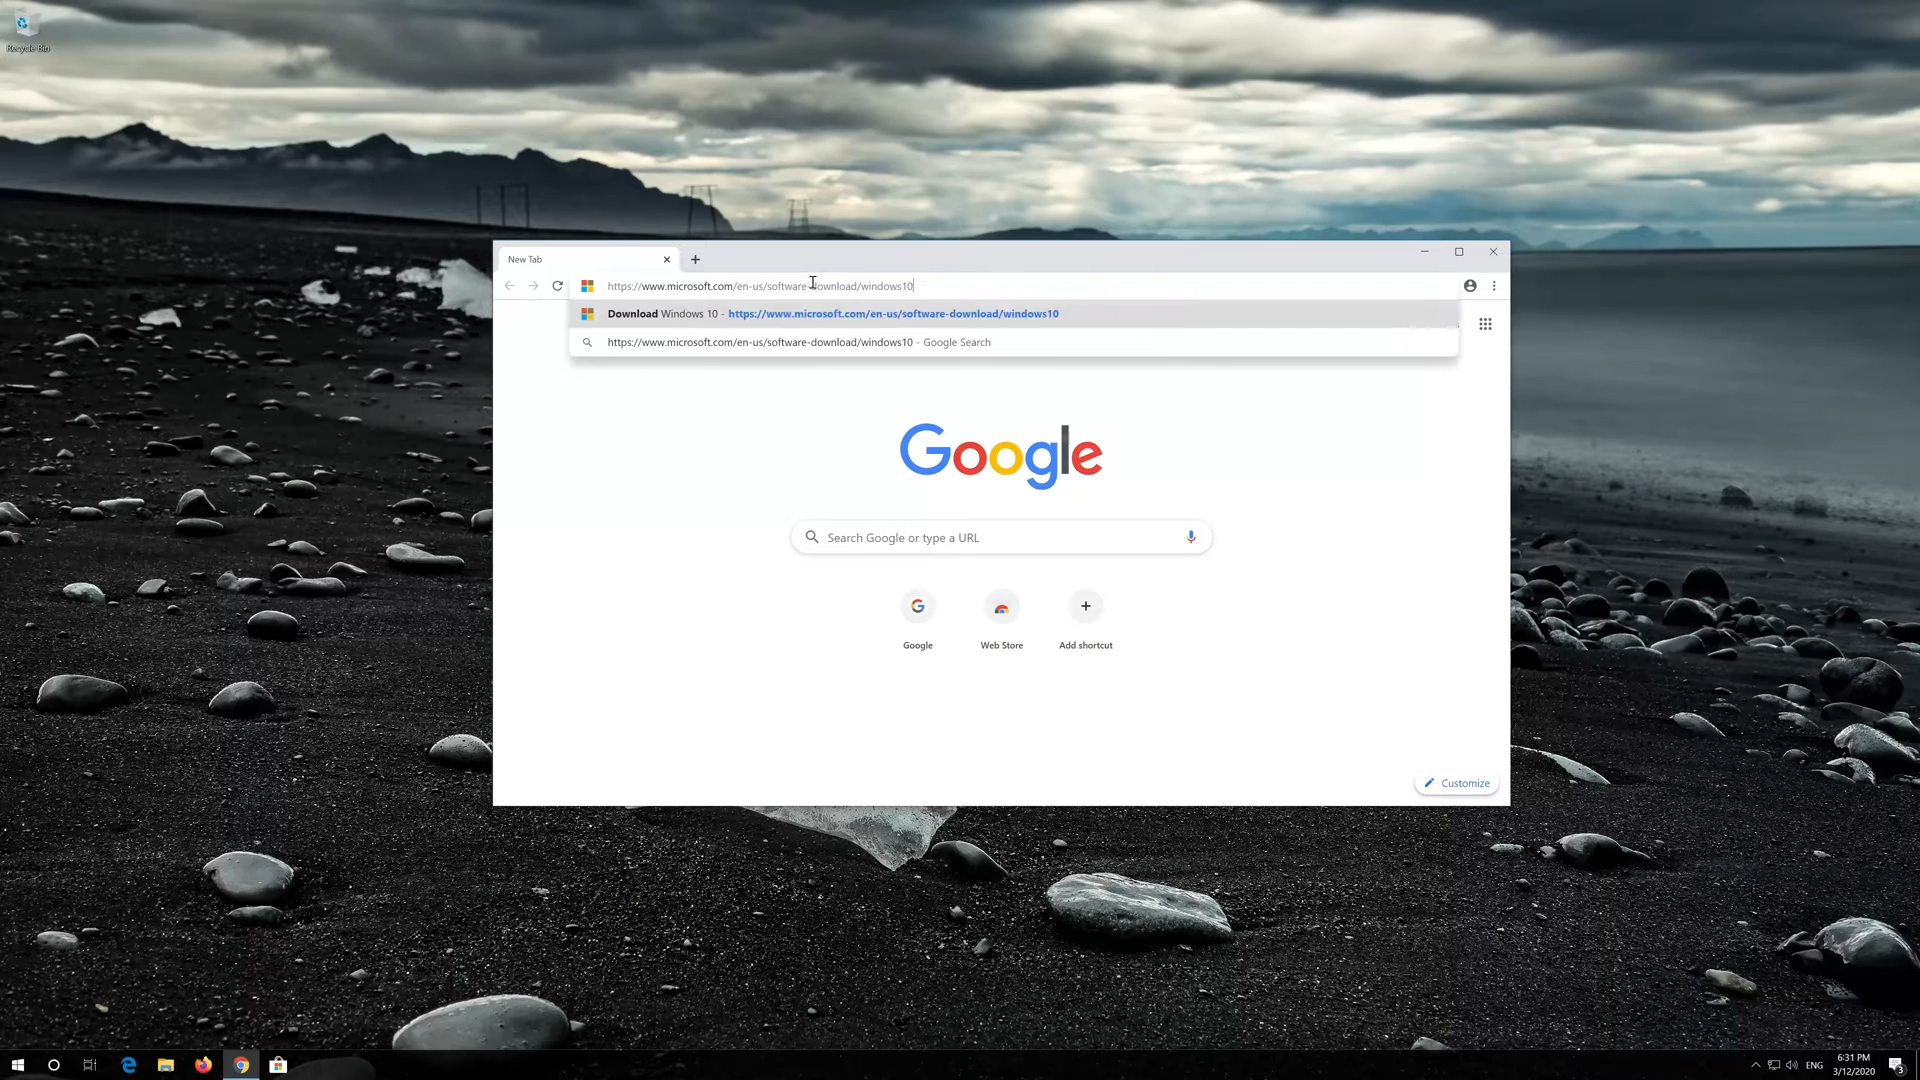 Recycle Bin
New Tab
https://www.microsoft.com/en-us/software-download/windows10
Download Windows 10 - https://www.microsoft.com/en-us/software-download/windows10
https://www.microsoft.com/en-us/software-download/windows10 - Google Search
Google
Search Google or type a URL
Google
Web Store
Add shortcut
Customize
ENG
6:31 PM
3/12/2020
3